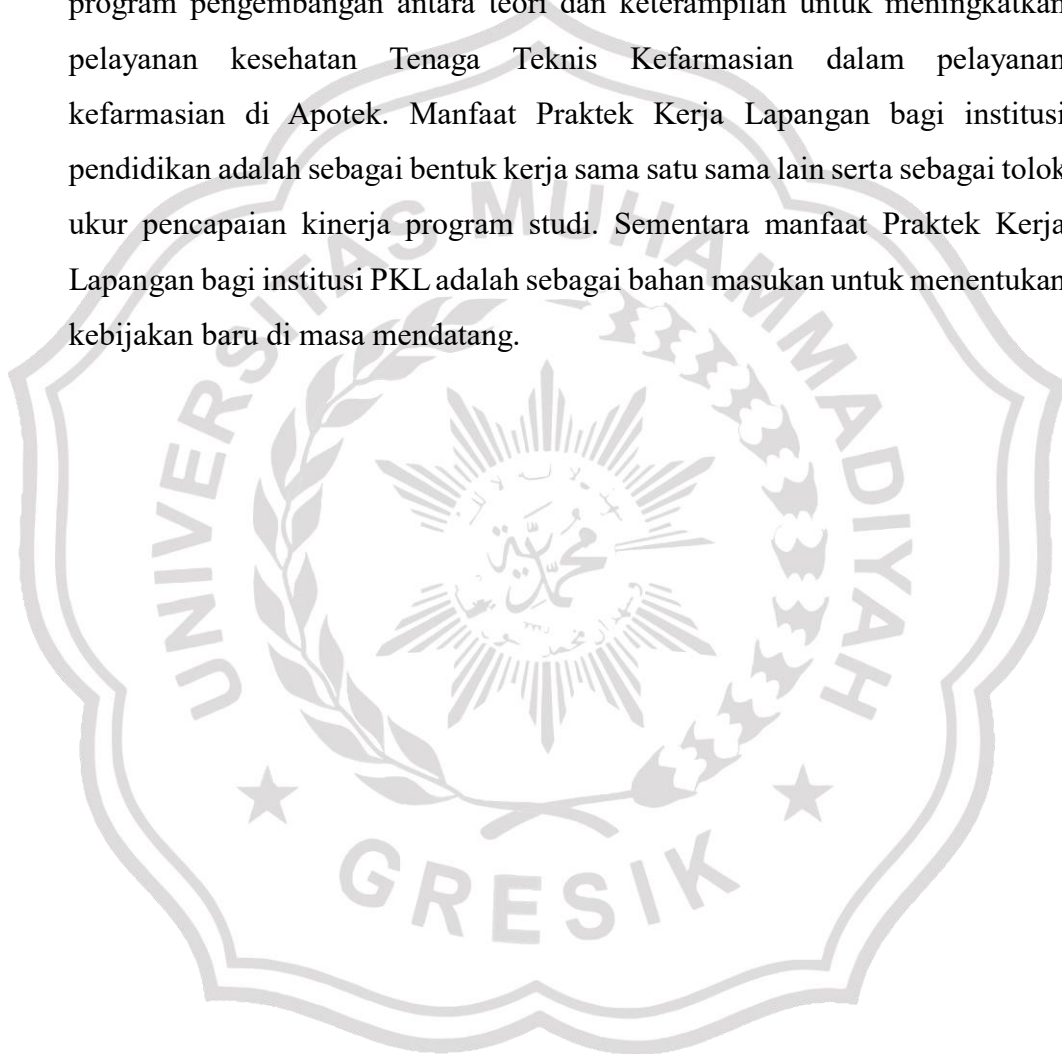 program pengembangan antara teori dan keterampilan untuk meningkatkan
pelayanan kesehatan Tenaga Teknis Kefarmasian dalam pelayanan
kefarmasian di Apotek. Manfaat Praktek Kerja Lapangan bagi institusi
pendidikan adalah sebagai bentuk kerja sama satu sama lain serta sebagai tolok
ukur pencapaian kinerja program studi. Sementara manfaat Praktek Kerja
Lapangan bagi institusi PKL adalah sebagai bahan masukan untuk menentukan
kebijakan baru di masa mendatang.
UNIVERSITAS MUHAMMADIYAH
GRESIK